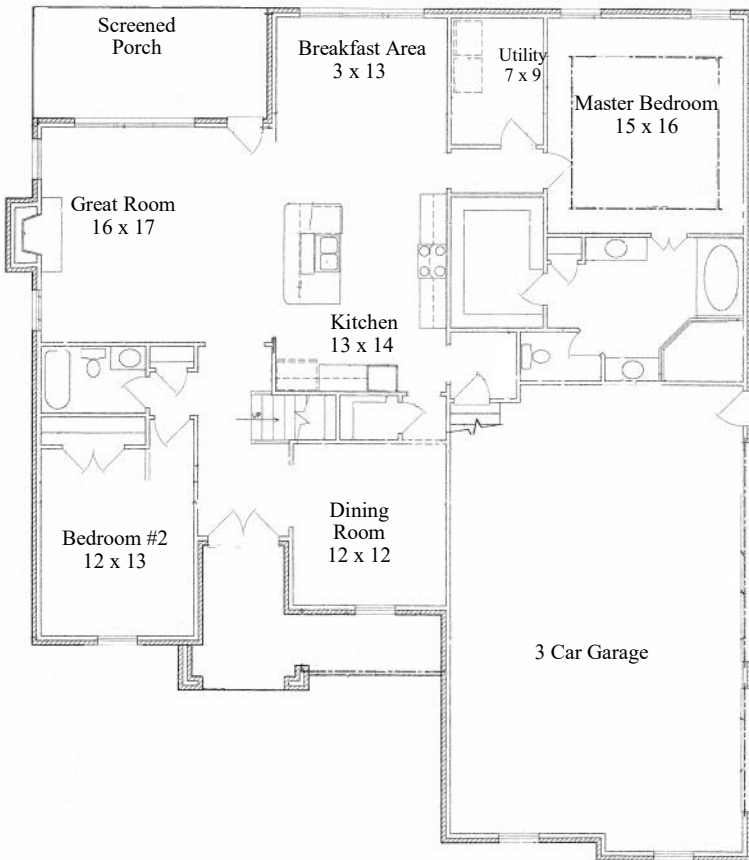 Screened
Porch
Breakfast Area
3 x 13
Utility
7 x 9
Master Bedroom
15 x 16
Great Room
16 x 17
Kitchen
13 x 14
UP
Bedroom #2
12 x 13
Dining
Room
12 x 12
3 Car Garage